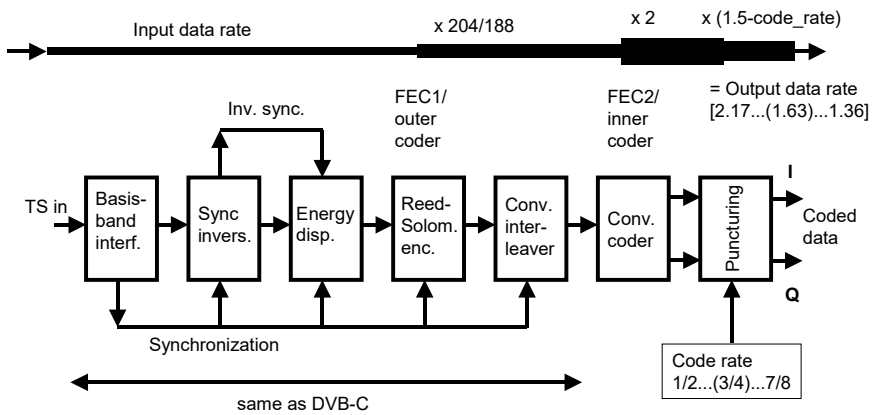 Input data rate
x 204/188
x 2
x (1.5-code_rate)
= Output data rate
[2.17...(1.63)...1.36]
Inv. sync.
FEC1/
outer
coder
FEC2/
inner
coder
TS in
Basis-
band
interf.
Sync
invers.
Energy
disp.
Reed-
Solom.
enc.
Conv.
inter-
leaver
Conv.
coder
Puncturing
I
Coded
data
Q
Synchronization
Code rate
1/2...(3/4)...7/8
same as DVB-C